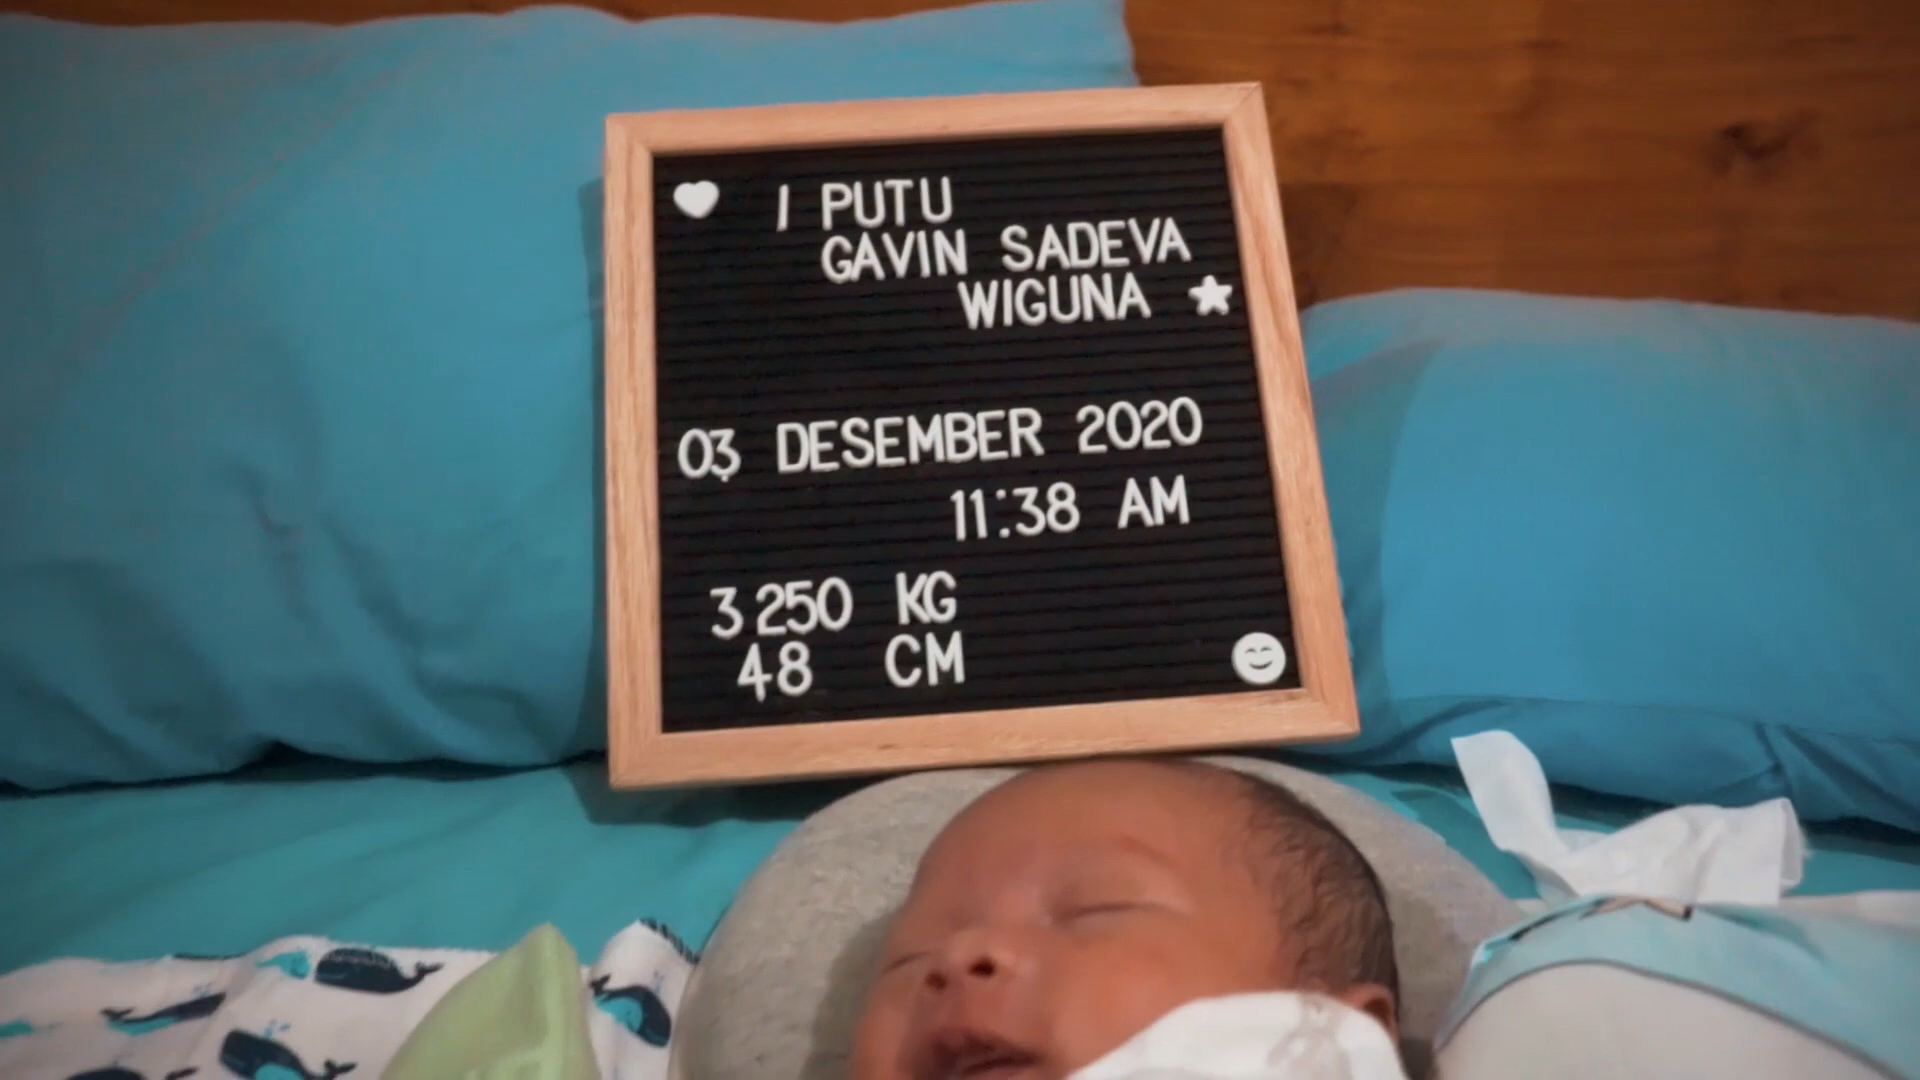 I PUTU
GAVIN SADEVA
WIGUNA
03 DESEMBER 2020
11:38 AM
3 250 KG
48 CM